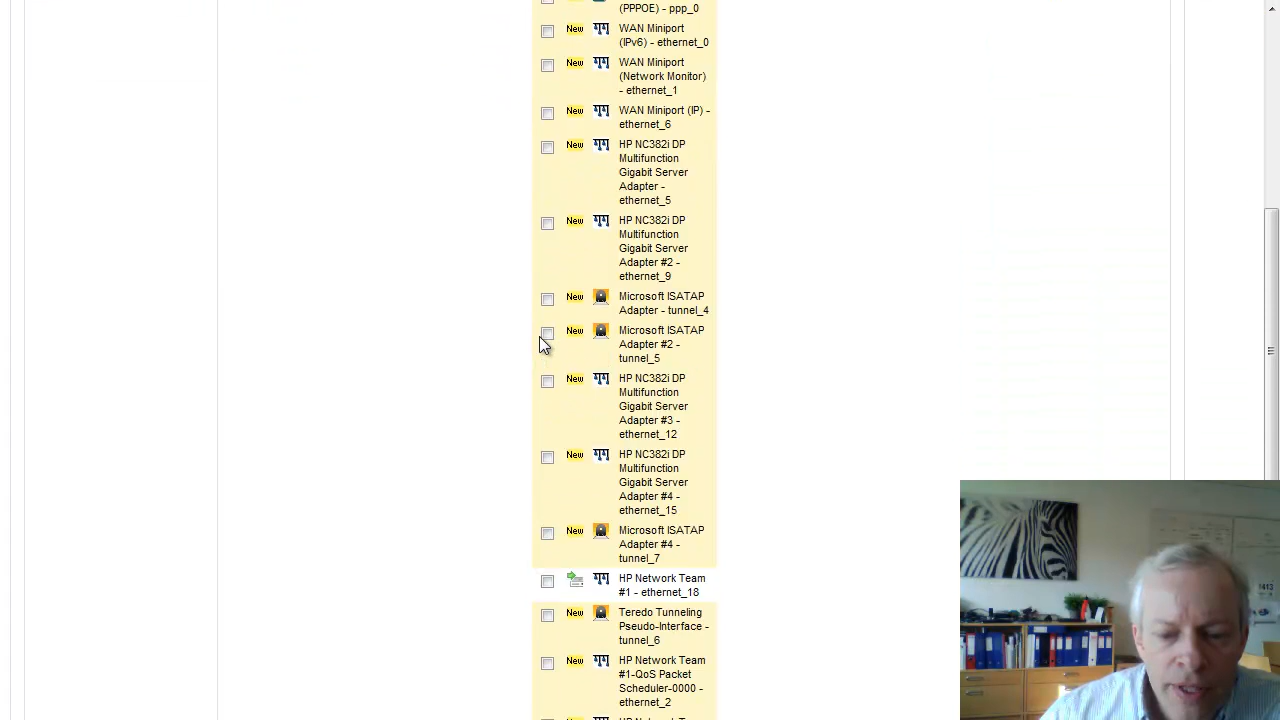 (PPPOE) - ppp_0
New WAN Miniport
(IPv6) - ethernet_0
New WAN Miniport
(Network Monitor)
- ethernet_1
New WAN Miniport (IP) -
ethernet_6
New HP NC382i DP
Multifunction
Gigabit Server
Adapter -
ethernet_5
New HP NC382i DP
Multifunction
Gigabit Server
Adapter #2 -
ethernet_9
New Microsoft ISATAP
Adapter - tunnel_4
New Microsoft ISATAP
Adapter #2 -
tunnel_5
New HP NC382i DP
Multifunction
Gigabit Server
Adapter #3 -
ethernet_12
New HP NC382i DP
Multifunction
Gigabit Server
Adapter #4 -
ethernet_15
New Microsoft ISATAP
Adapter #4 -
tunnel_7
HP Network Team
#1 - ethernet_18
New Teredo Tunneling
Pseudo-Interface -
tunnel_6
New HP Network Team
#1-QoS Packet
Scheduler-0000 -
ethernet_2